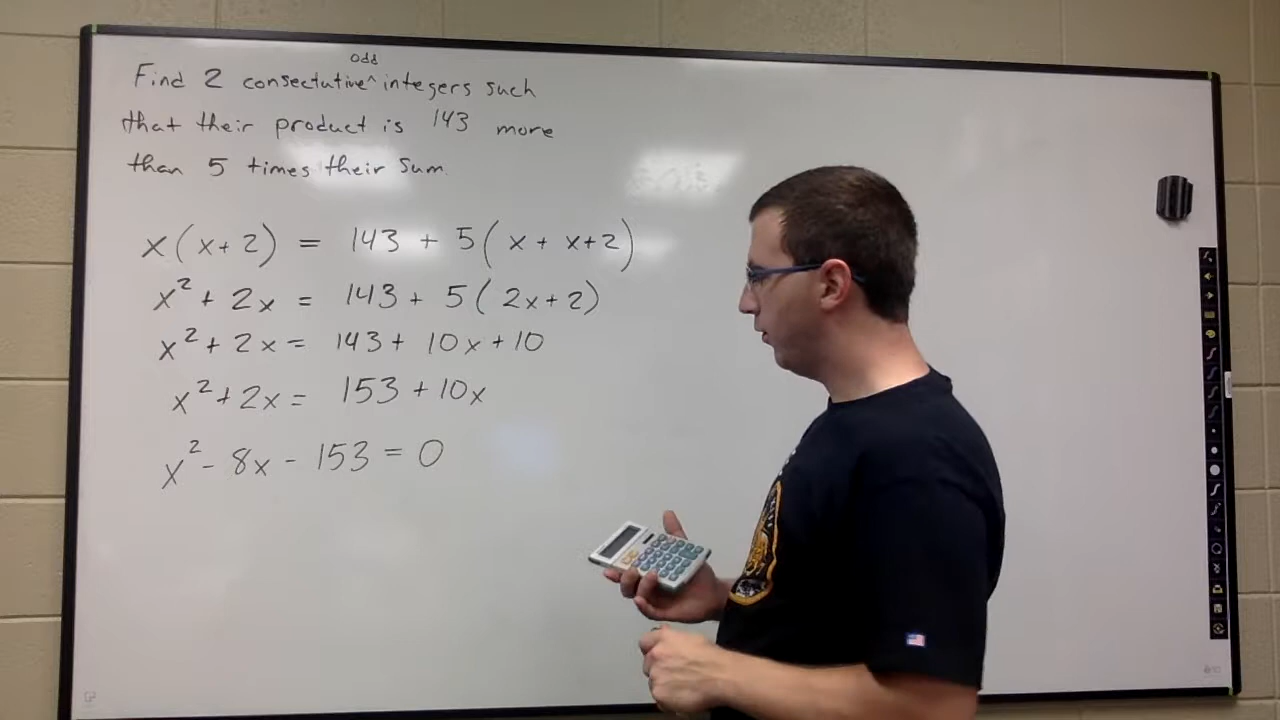 Find 2 consectutive^odd integers such
that their product is 143 more
than 5 times their sum.
x(x+2) = 143 + 5(x + x+2)
x² + 2x = 143 + 5(2x+2)
x² + 2x = 143 + 10x + 10
x² + 2x = 153 + 10x
x² - 8x - 153 = 0